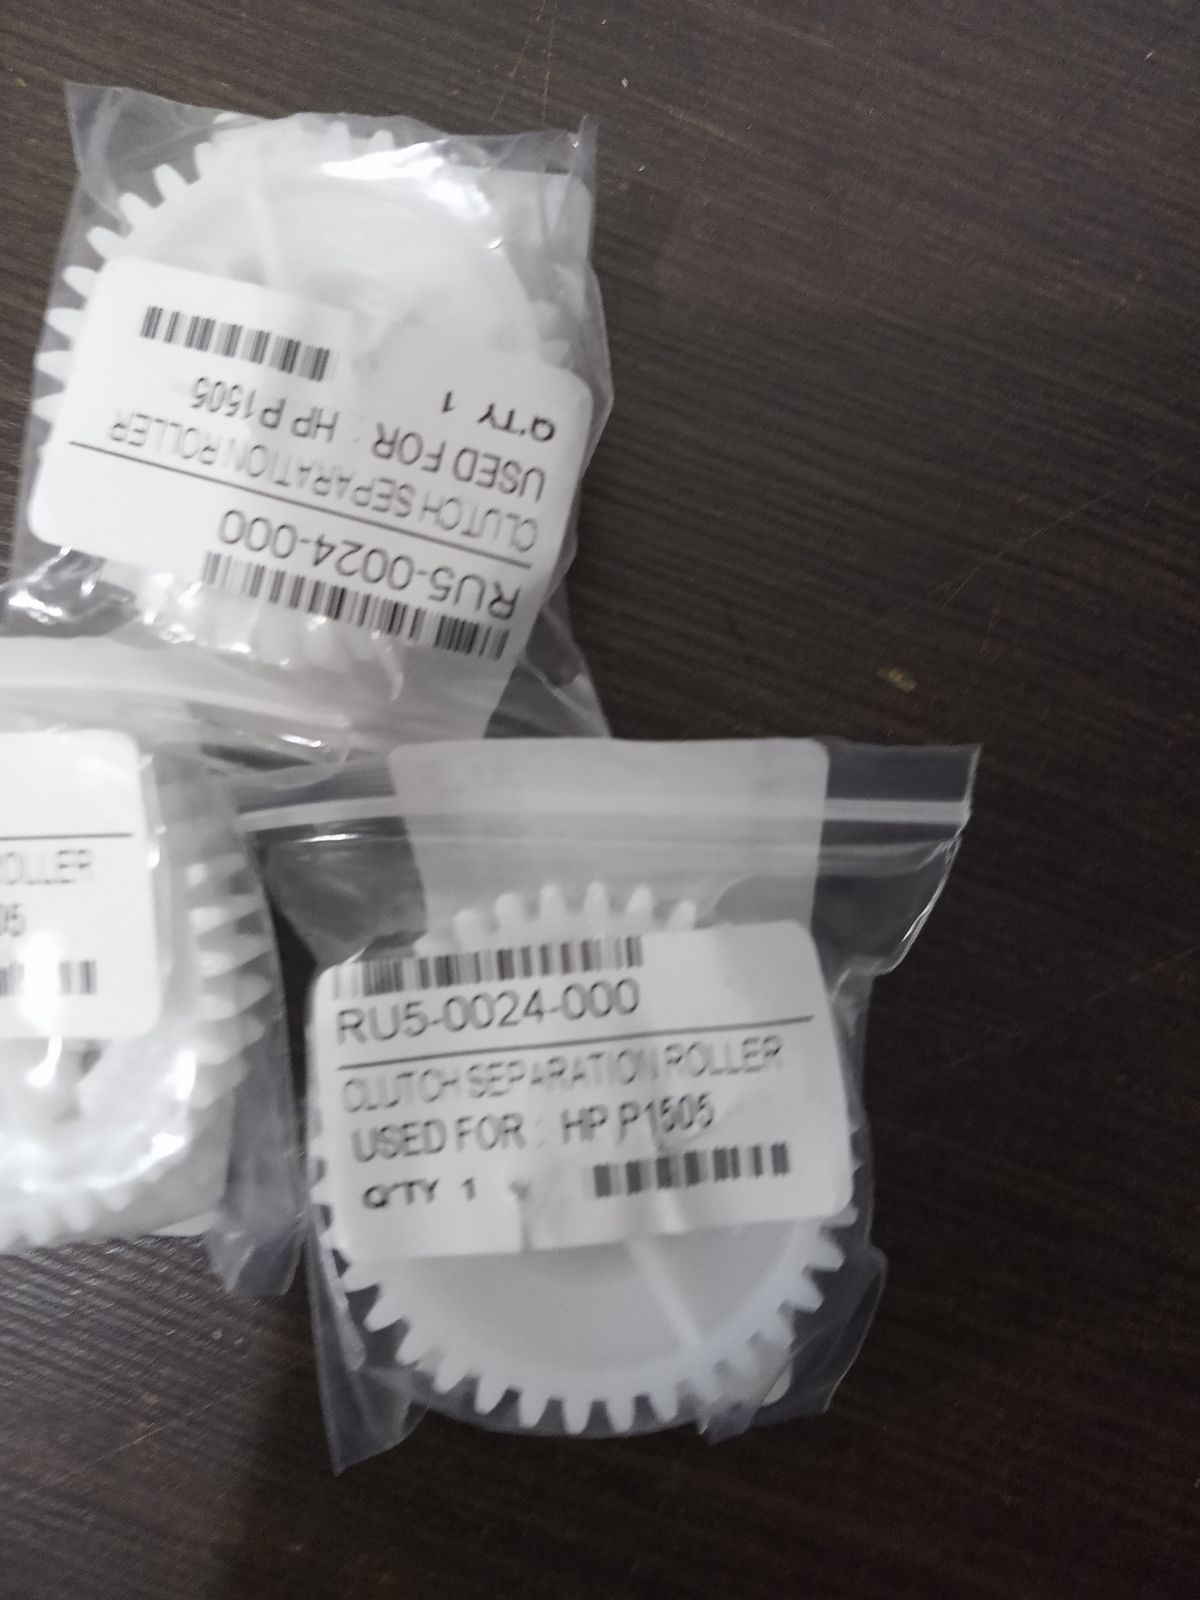 RU5-0024-000
CLUTCH SEPARATION ROLLER
USED FOR : HP P1505
Q'TY 1
ROLLER
05
RU5-0024-000
CLUTCH SEPARATION ROLLER
USED FOR : HP P1505
Q'TY 1